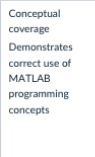 Conceptual
coverage
Demonstrates
correct use of
MATLAB
programming
concepts